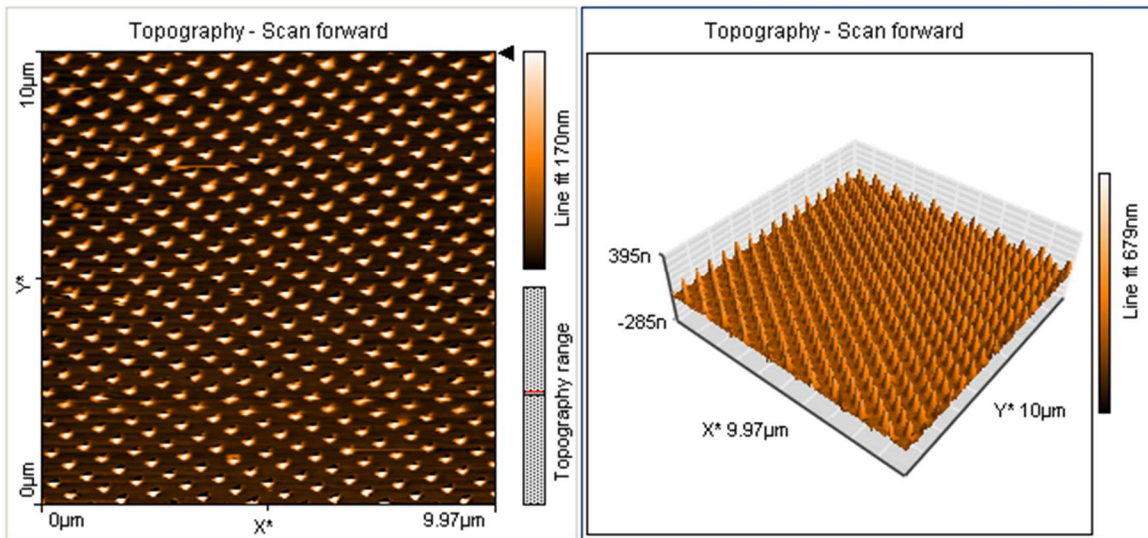 Topography - Scan forward
10µm
Y*
0µm
0µm
X*
9.97µm
Line fit 170nm
Topography range
Topography - Scan forward
395n
-285n
X* 9.97µm
Y* 10µm
Line fit 679nm